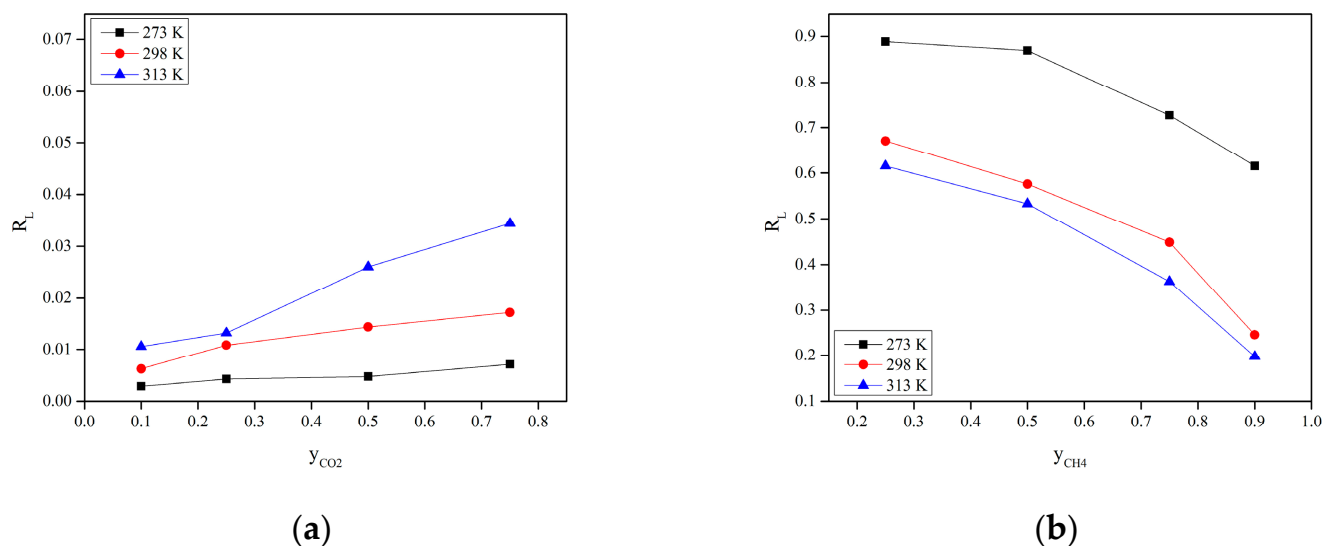 0.07
0.06
0.05
0.04
0.03
0.02
0.01
0.00
R_L
273 K
298 K
313 K
0.0 0.1 0.2 0.3 0.4 0.5 0.6 0.7 0.8
y_CO2
(a)
0.9
0.8
0.7
0.6
0.5
0.4
0.3
0.2
0.1
R_L
273 K
298 K
313 K
0.2 0.3 0.4 0.5 0.6 0.7 0.8 0.9 1.0
y_CH4
(b)